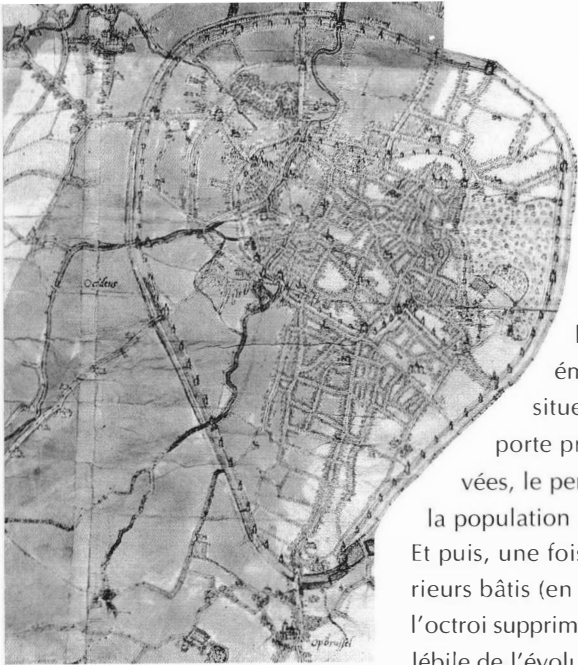 Occidens
Opbrussel
ém
situe
porte pr
vées, le per
la population
Et puis, une fois
rieurs bâtis (en
l'octroi supprim
lébile de l'évolu